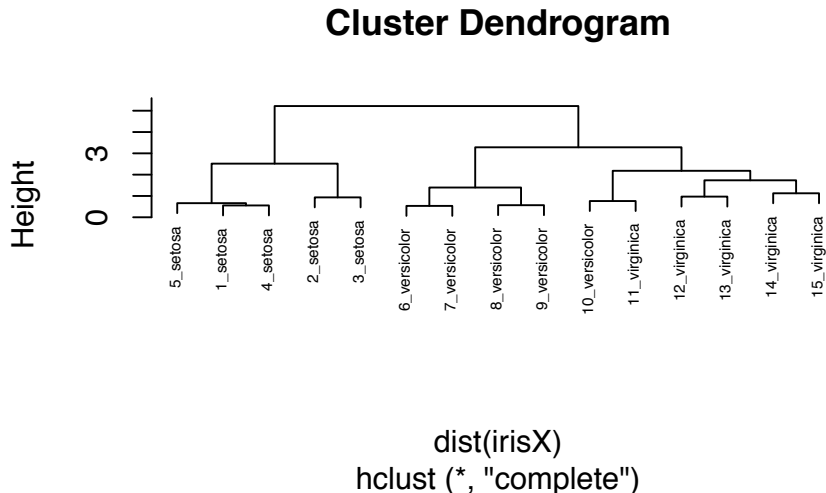 Cluster Dendrogram
Height
0
3
5_setosa
1_setosa
4_setosa
2_setosa
3_setosa
6_versicolor
7_versicolor
8_versicolor
9_versicolor
10_versicolor
11_virginica
12_virginica
13_virginica
14_virginica
15_virginica
dist(irisX)
hclust (*, "complete")